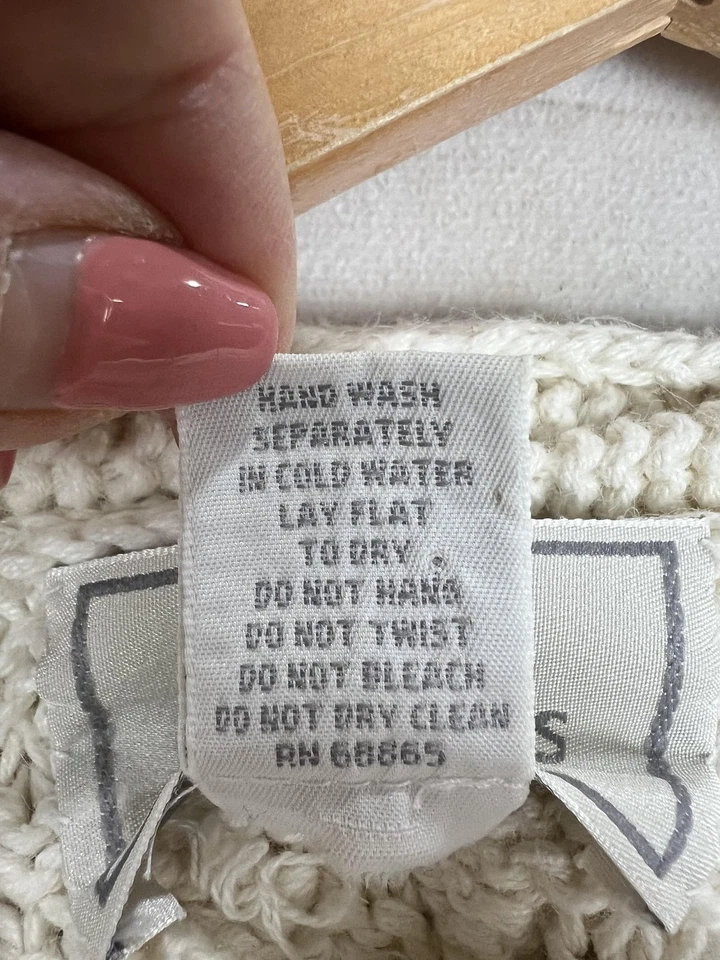 HAND WASH
SEPARATELY
IN COLD WATER
LAY FLAT
TO DRY
DO NOT HANG
DO NOT TWIST
DO NOT BLEACH
DO NOT DRY CLEAN
RN 68865
S